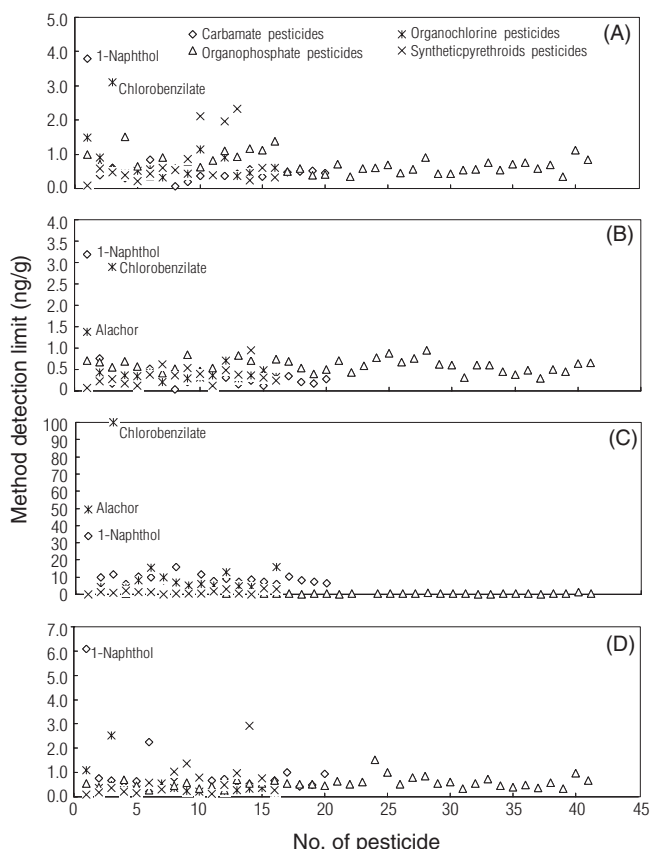 Method detection limit (ng/g)
5.0
4.0
3.0
2.0
1.0
0.0
Carbamate pesticides
Organochlorine pesticides
Organophosphate pesticides
Syntheticpyrethroids pesticides
(A)
1-Naphthol
Chlorobenzilate
4.0
3.5
3.0
2.5
2.0
1.5
1.0
0.5
0
(B)
1-Naphthol
Chlorobenzilate
Alachor
100
90
80
70
60
50
40
30
20
10
0
(C)
Chlorobenzilate
Alachor
1-Naphthol
7.0
6.0
5.0
4.0
3.0
2.0
1.0
0.0
(D)
1-Naphthol
0 5 10 15 20 25 30 35 40 45
No. of pesticide